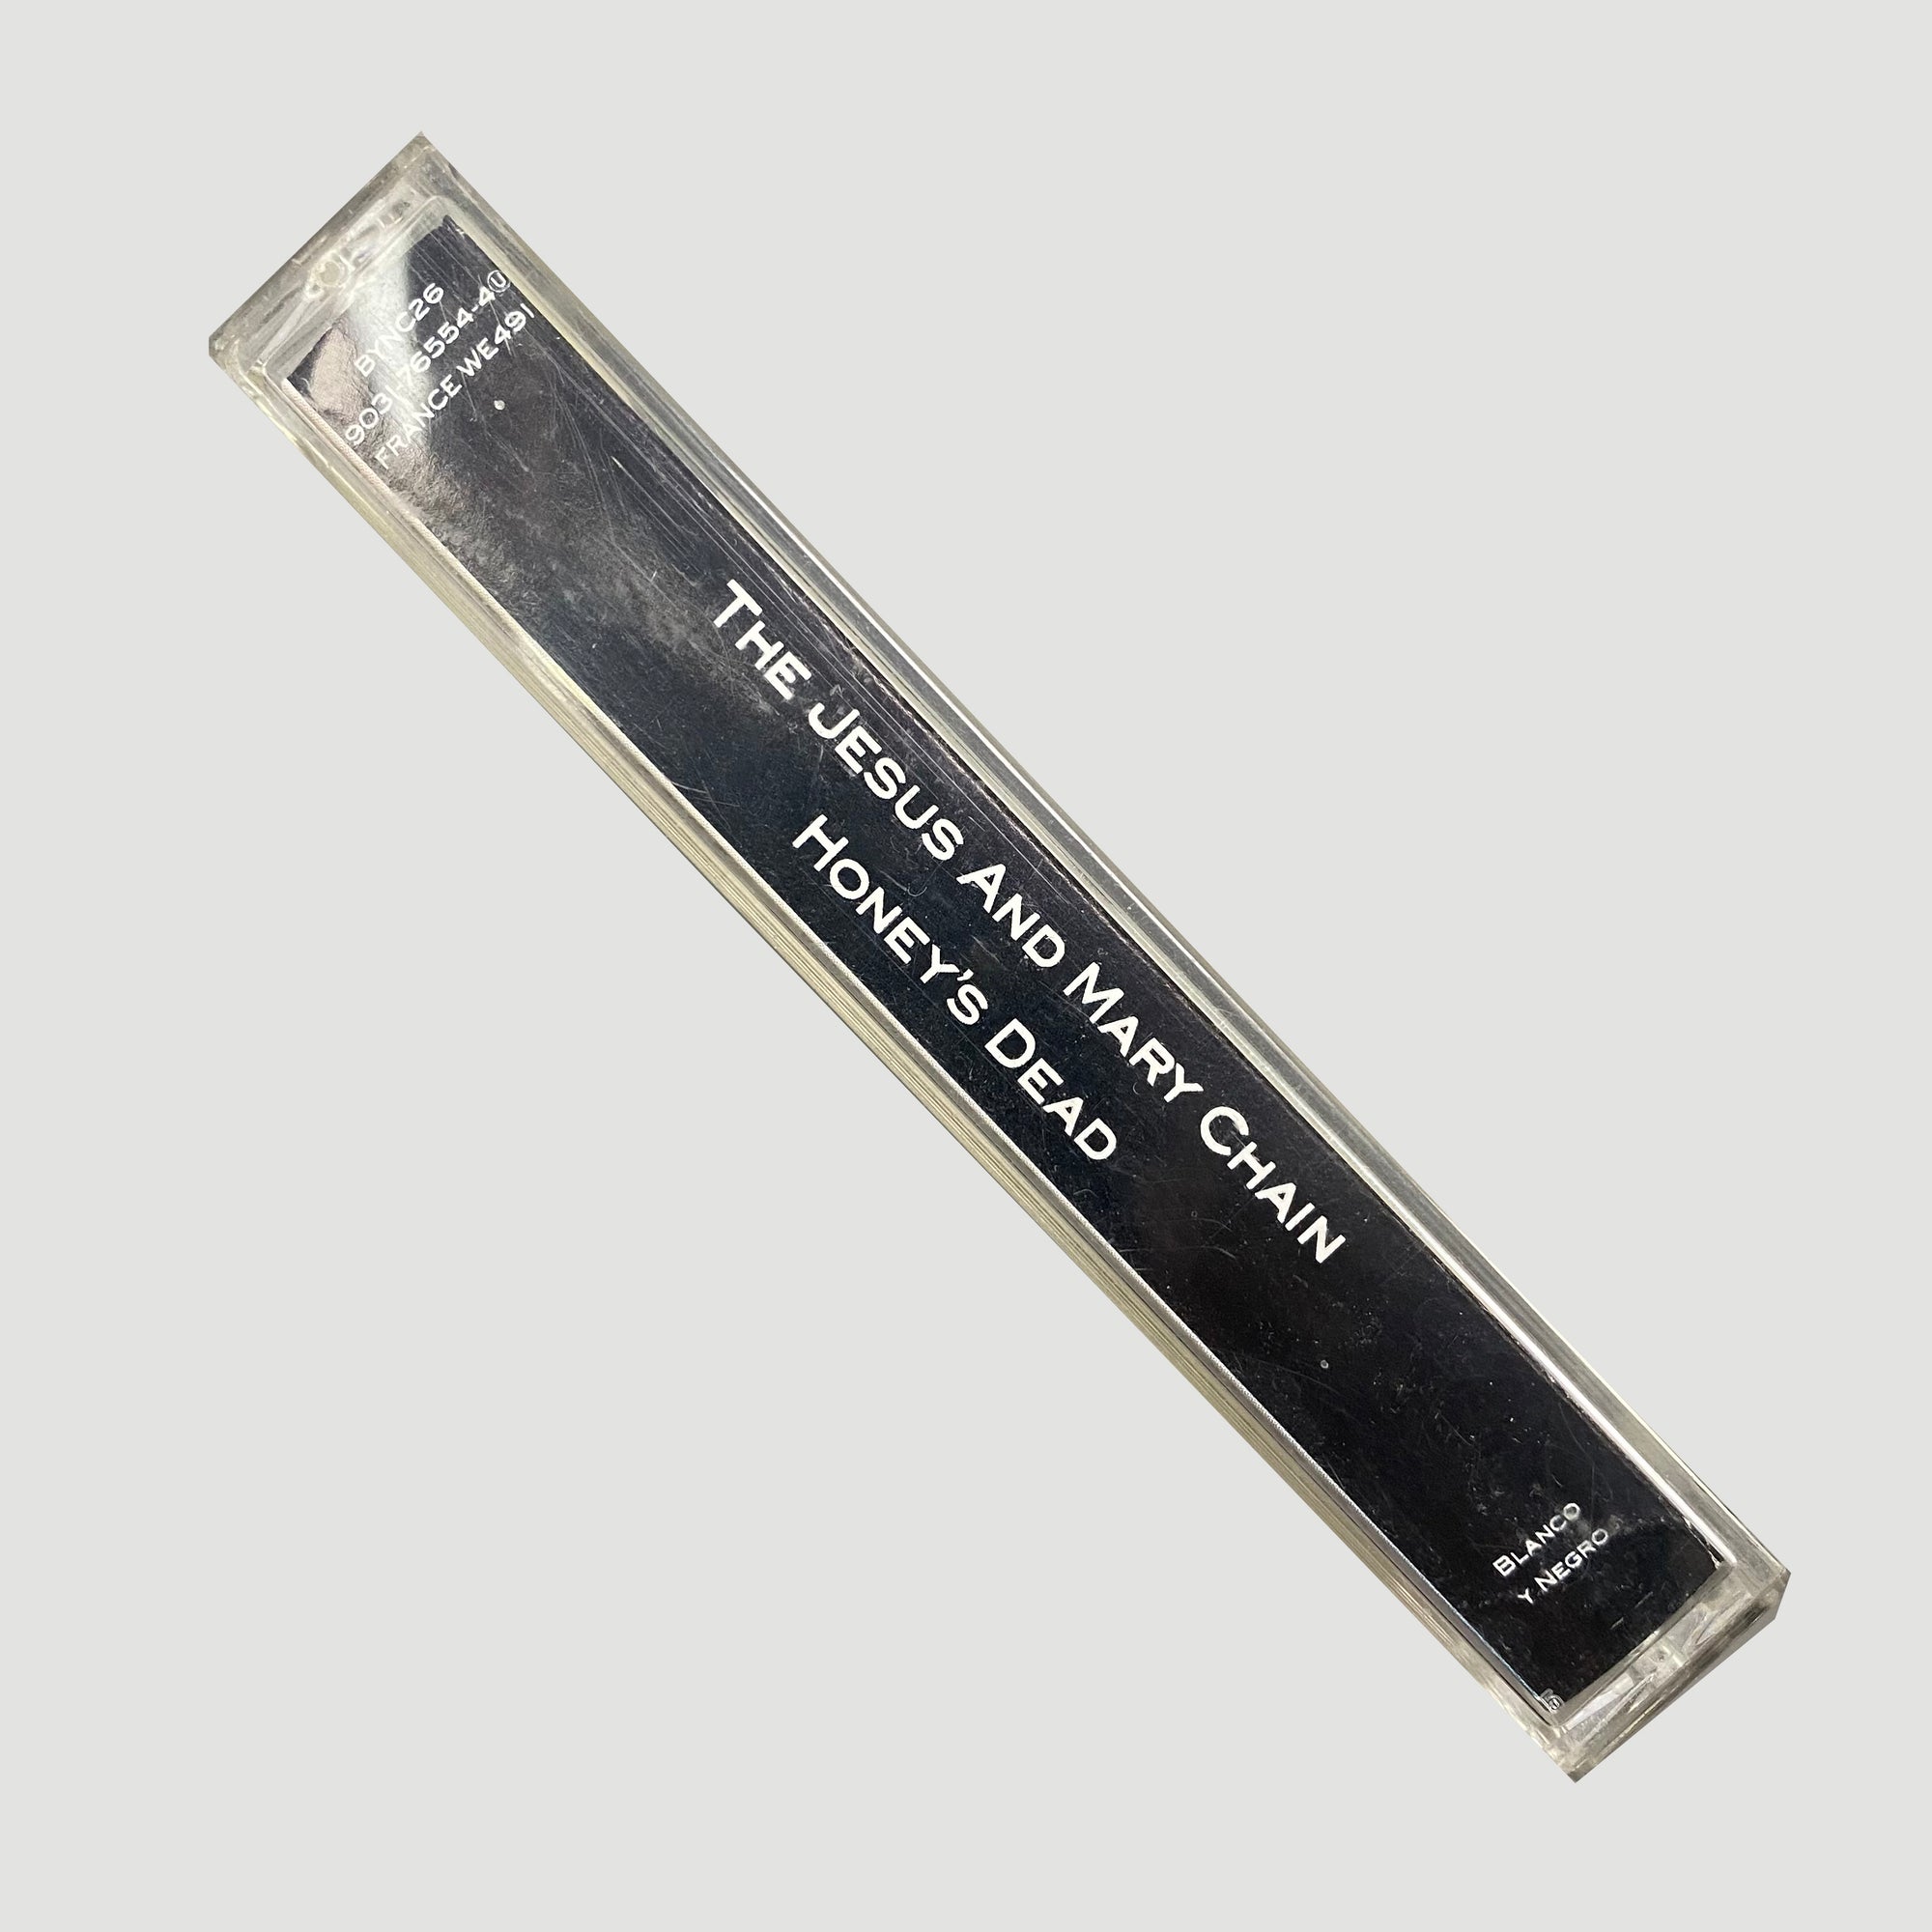 BYNC26
9031-76554-4 Ⓤ
FRANCE WE491
THE JESUS AND MARY CHAIN
HONEY'S DEAD
BLANCO
Y NEGRO